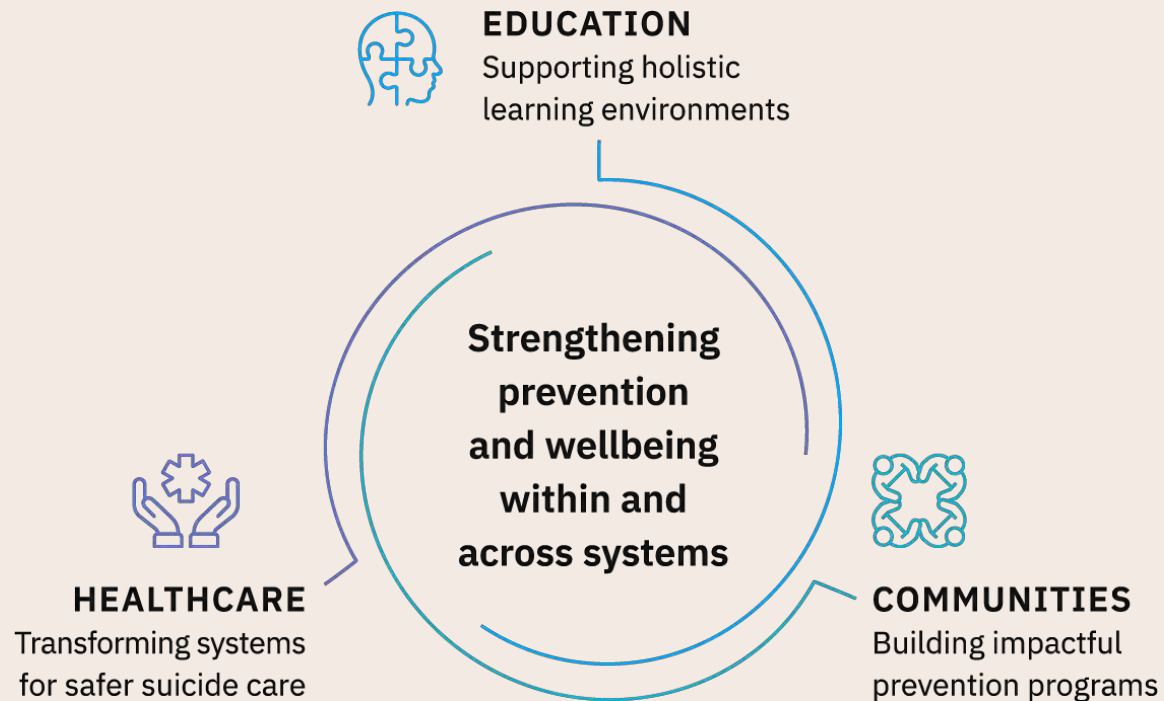 EDUCATION
Supporting holistic
learning environments
Strengthening
prevention
and wellbeing
within and
across systems
HEALTHCARE
Transforming systems
for safer suicide care
COMMUNITIES
Building impactful
prevention programs